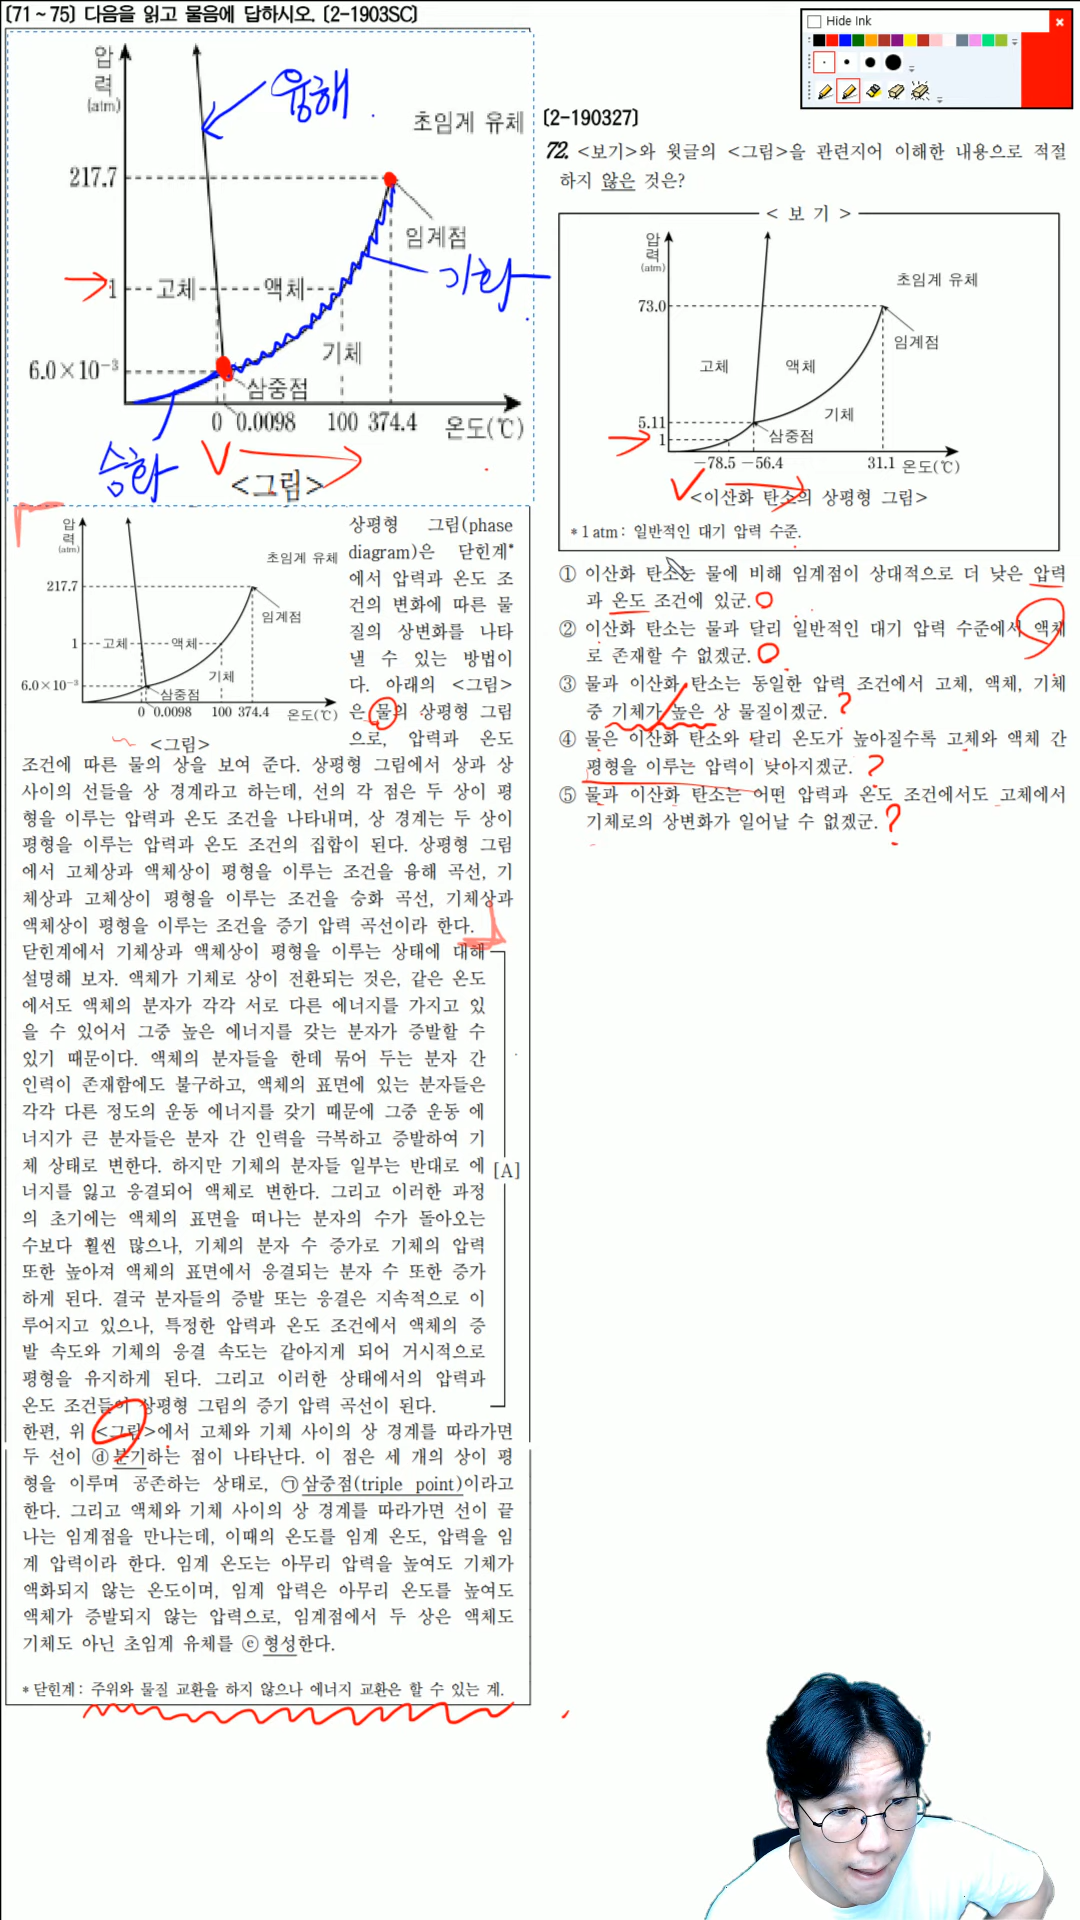 [71~75] 다음을 읽고 물음에 답하시오. [2-1903SC]
압력
(atm)
융해
초임계 유체
217.7
임계점
기화
1
고체
액체
기체
6.0×10⁻³
삼중점
0 0.0098 100 374.4 온도(℃)
승화
<그림>
압력
(atm)
초임계 유체
217.7
임계점
1
고체
액체
기체
6.0×10⁻³
삼중점
0 0.0098 100 374.4 온도(℃)
<그림>
상평형 그림(phase
diagram)은 닫힌계*
에서 압력과 온도 조
건의 변화에 따른 물
질의 상변화를 나타
낼 수 있는 방법이
다. 아래의 <그림>
은 물의 상평형 그림
으로, 압력과 온도
조건에 따른 물의 상을 보여 준다. 상평형 그림에서 상과 상
사이의 선들을 상 경계라고 하는데, 선의 각 점은 두 상이 평
형을 이루는 압력과 온도 조건을 나타내며, 상 경계는 두 상이
평형을 이루는 압력과 온도 조건의 집합이 된다. 상평형 그림
에서 고체상과 액체상이 평형을 이루는 조건을 융해 곡선, 기
체상과 고체상이 평형을 이루는 조건을 승화 곡선, 기체상과
액체상이 평형을 이루는 조건을 증기 압력 곡선이라 한다.
닫힌계에서 기체상과 액체상이 평형을 이루는 상태에 대해
설명해 보자. 액체가 기체로 상이 전환되는 것은, 같은 온도
에서도 액체의 분자가 각각 서로 다른 에너지를 가지고 있
을 수 있어서 그중 높은 에너지를 갖는 분자가 증발할 수
있기 때문이다. 액체의 분자들을 한데 묶어 두는 분자 간
인력이 존재함에도 불구하고, 액체의 표면에 있는 분자들은
각각 다른 정도의 운동 에너지를 갖기 때문에 그중 운동 에
너지가 큰 분자들은 분자 간 인력을 극복하고 증발하여 기
체 상태로 변한다. 하지만 기체의 분자들 일부는 반대로 에
[A]
너지를 잃고 응결되어 액체로 변한다. 그리고 이러한 과정
의 초기에는 액체의 표면을 떠나는 분자의 수가 돌아오는
수보다 훨씬 많으나, 기체의 분자 수 증가로 기체의 압력
또한 높아져 액체의 표면에서 응결되는 분자 수 또한 증가
하게 된다. 결국 분자들의 증발 또는 응결은 지속적으로 이
루어지고 있으나, 특정한 압력과 온도 조건에서 액체의 증
발 속도와 기체의 응결 속도는 같아지게 되어 거시적으로
평형을 유지하게 된다. 그리고 이러한 상태에서의 압력과
온도 조건들이 상평형 그림의 증기 압력 곡선이 된다.
한편, 위 <그림>에서 고체와 기체 사이의 상 경계를 따라가면
두 선이 ⓓ분기하는 점이 나타난다. 이 점은 세 개의 상이 평
형을 이루며 공존하는 상태로, ㉠삼중점(triple point)이라고
한다. 그리고 액체와 기체 사이의 상 경계를 따라가면 선이 끝
나는 임계점을 만나는데, 이때의 온도를 임계 온도, 압력을 임
계 압력이라 한다. 임계 온도는 아무리 압력을 높여도 기체가
액화되지 않는 온도이며, 임계 압력은 아무리 온도를 높여도
액체가 증발되지 않는 압력으로, 임계점에서 두 상은 액체도
기체도 아닌 초임계 유체를 ⓔ형성한다.
* 닫힌계: 주위와 물질 교환을 하지 않으나 에너지 교환은 할 수 있는 계.
Hide Ink
[2-190327]
72. <보기>와 윗글의 <그림>을 관련지어 이해한 내용으로 적절
하지 않은 것은?
< 보 기 >
압력
(atm)
초임계 유체
73.0
임계점
고체
액체
기체
5.11
삼중점
1
-78.5 -56.4 31.1 온도(℃)
<이산화 탄소의 상평형 그림>
* 1 atm: 일반적인 대기 압력 수준.
① 이산화 탄소는 물에 비해 임계점이 상대적으로 더 낮은 압력
과 온도 조건에 있군.
② 이산화 탄소는 물과 달리 일반적인 대기 압력 수준에서 액체
로 존재할 수 없겠군.
③ 물과 이산화 탄소는 동일한 압력 조건에서 고체, 액체, 기체
중 기체가 높은 상 물질이겠군. ?
④ 물은 이산화 탄소와 달리 온도가 높아질수록 고체와 액체 간
평형을 이루는 압력이 낮아지겠군. ?
⑤ 물과 이산화 탄소는 어떤 압력과 온도 조건에서도 고체에서
기체로의 상변화가 일어날 수 없겠군. ?